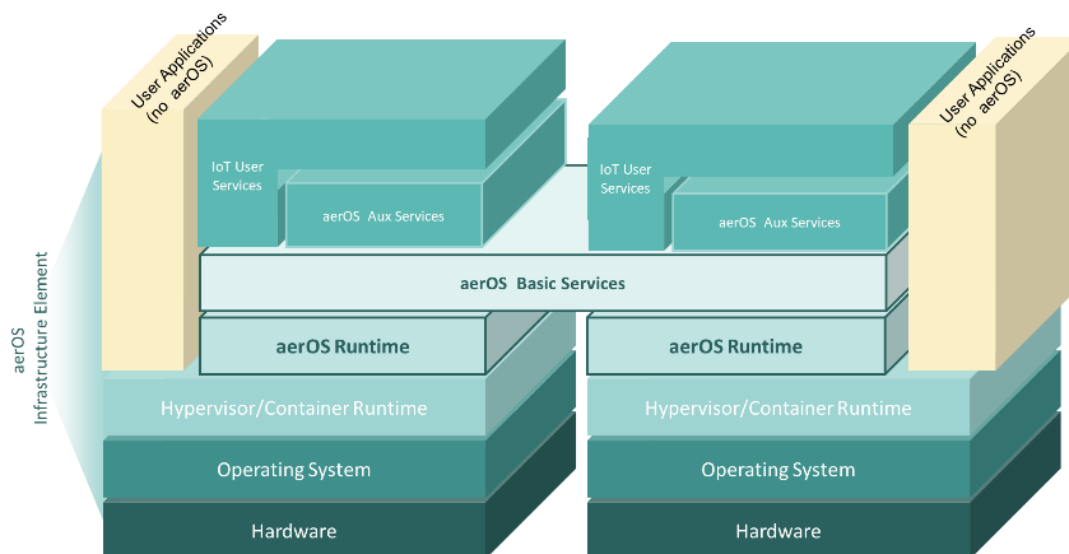 User Applications
(no aerOS)
User Applications
(no aerOS)
IoT User
Services
aerOS Aux Services
IoT User
Services
aerOS Aux Services
aerOS Basic Services
aerOS Runtime
aerOS Runtime
aerOS
Infrastructure Element
Hypervisor/Container Runtime
Hypervisor/Container Runtime
Operating System
Operating System
Hardware
Hardware